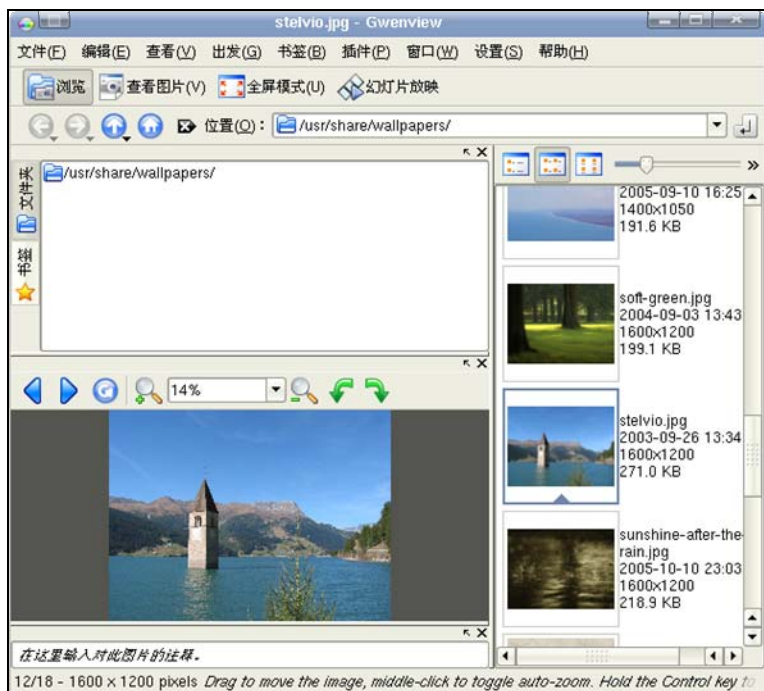 stelvio.jpg - Gwenview
文件(F) 编辑(E) 查看(V) 出发(G) 书签(B) 插件(P) 窗口(W) 设置(S) 帮助(H)
浏览 查看图片(V) 全屏模式(U) 幻灯片放映
位置(O): /usr/share/wallpapers/
文件夹
书签
/usr/share/wallpapers/
14%
在这里输入对此图片的注释。
2005-09-10 16:25
1400x1050
191.6 KB
soft-green.jpg
2004-09-03 13:43
1600x1200
199.1 KB
stelvio.jpg
2003-09-26 13:34
1600x1200
271.0 KB
sunshine-after-the-
rain.jpg
2005-10-10 23:03
1600x1200
218.9 KB
12/18 - 1600 x 1200 pixels Drag to move the image, middle-click to toggle auto-zoom. Hold the Control key to